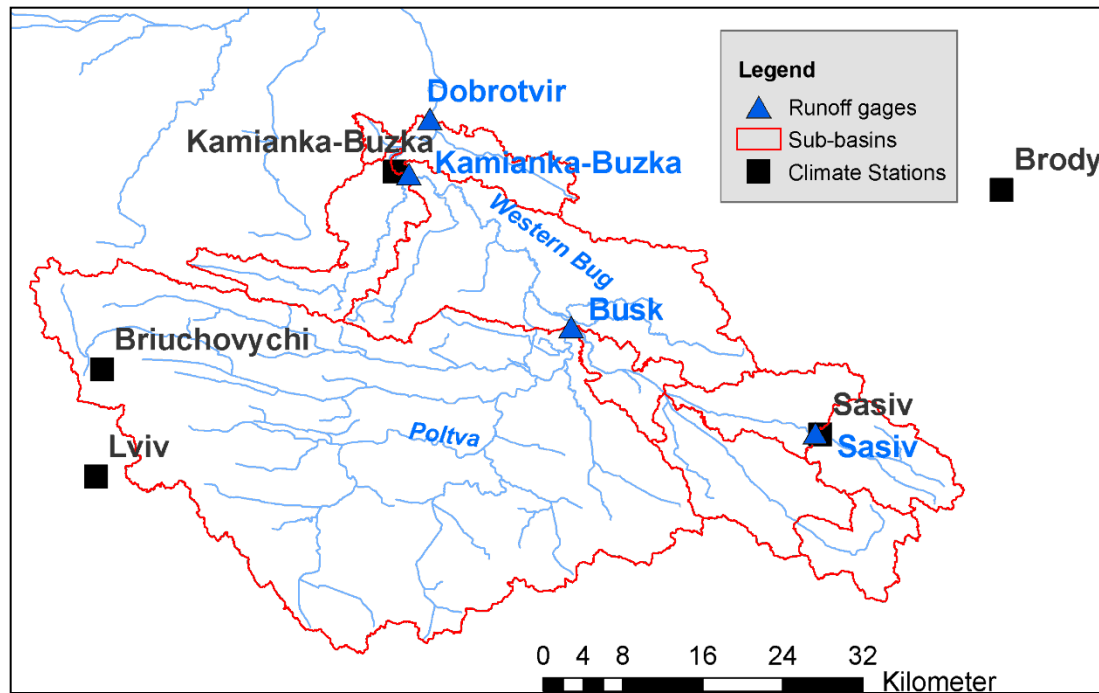 Legend
Runoff gages
Sub-basins
Climate Stations
Dobrotvir
Kamianka-Buzka
Kamianka-Buzka
Brody
Western Bug
Busk
Briuchovychi
Sasiv
Sasiv
Poltva
Lviv
0 4 8 16 24 32
Kilometer